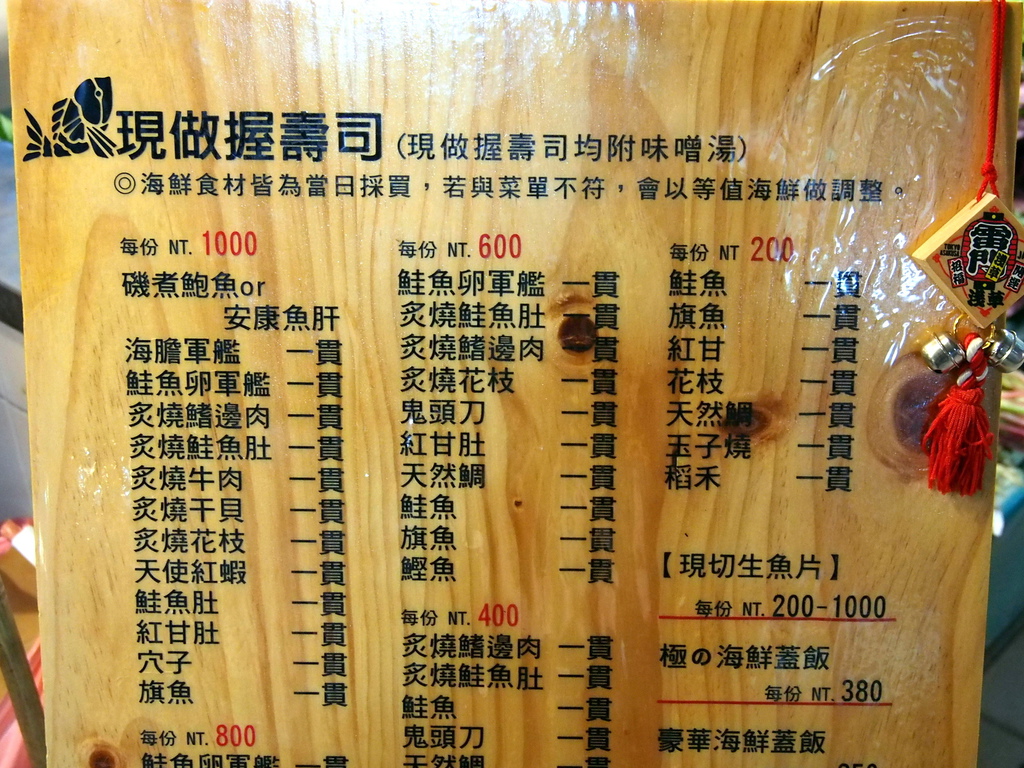 現做握壽司 (現做握壽司均附味噌湯)
◎海鮮食材皆為當日採買，若與菜單不符，會以等值海鮮做調整。
每份 NT. 1000
磯煮鮑魚or
安康魚肝
海膽軍艦 一貫
鮭魚卵軍艦 一貫
炙燒鰭邊肉 一貫
炙燒鮭魚肚 一貫
炙燒牛肉 一貫
炙燒干貝 一貫
炙燒花枝 一貫
天使紅蝦 一貫
鮭魚肚 一貫
紅甘肚 一貫
穴子 一貫
旗魚 一貫
每份 NT. 800
鮭魚卵軍艦 一貫
每份 NT. 600
鮭魚卵軍艦 一貫
炙燒鮭魚肚 一貫
炙燒鰭邊肉 一貫
炙燒花枝 一貫
鬼頭刀 一貫
紅甘肚 一貫
天然鯛 一貫
鮭魚 一貫
旗魚 一貫
鰹魚 一貫
每份 NT. 400
炙燒鰭邊肉 一貫
炙燒鮭魚肚 一貫
鮭魚 一貫
鬼頭刀 一貫
天然鯛 一貫
每份 NT. 200
鮭魚 一貫
旗魚 一貫
紅甘 一貫
花枝 一貫
天然鯛 一貫
玉子燒 一貫
稻禾 一貫
【現切生魚片】
每份 NT. 200-1000
極の海鮮蓋飯
每份 NT. 380
豪華海鮮蓋飯
雷門